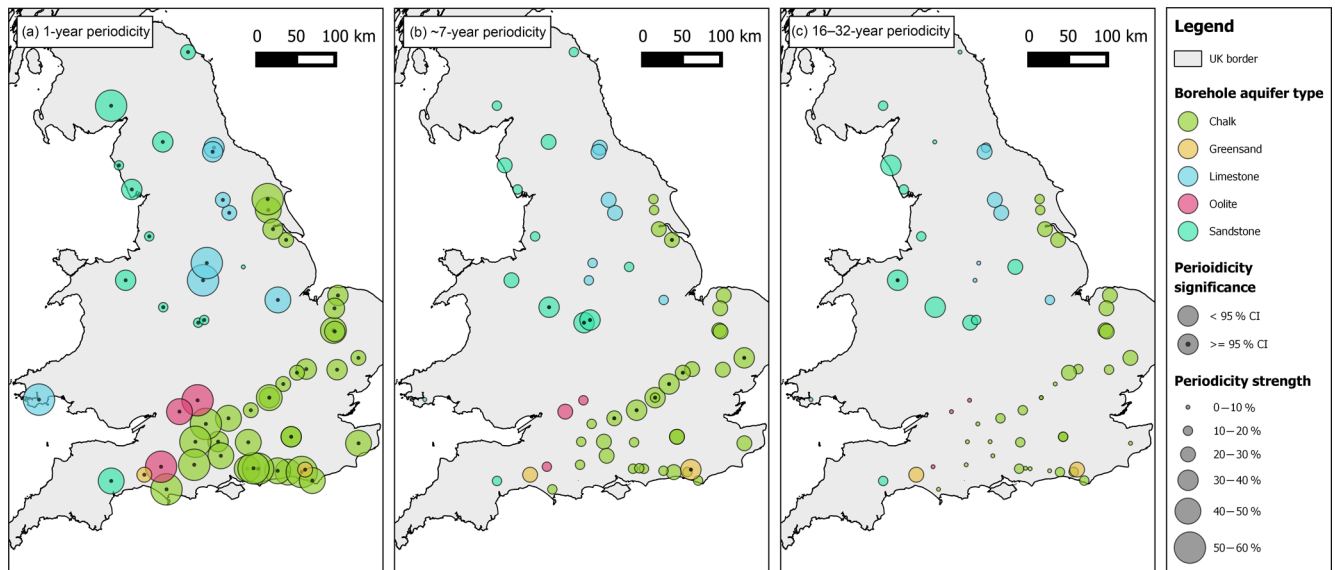 (a) 1-year periodicity
0 50 100 km
(b) ~7-year periodicity
0 50 100 km
(c) 16–32-year periodicity
0 50 100 km
Legend
UK border
Borehole aquifer type
Chalk
Greensand
Limestone
Oolite
Sandstone
Perioidicity
significance
< 95 % CI
>= 95 % CI
Periodicity strength
0–10 %
10–20 %
20–30 %
30–40 %
40–50 %
50–60 %